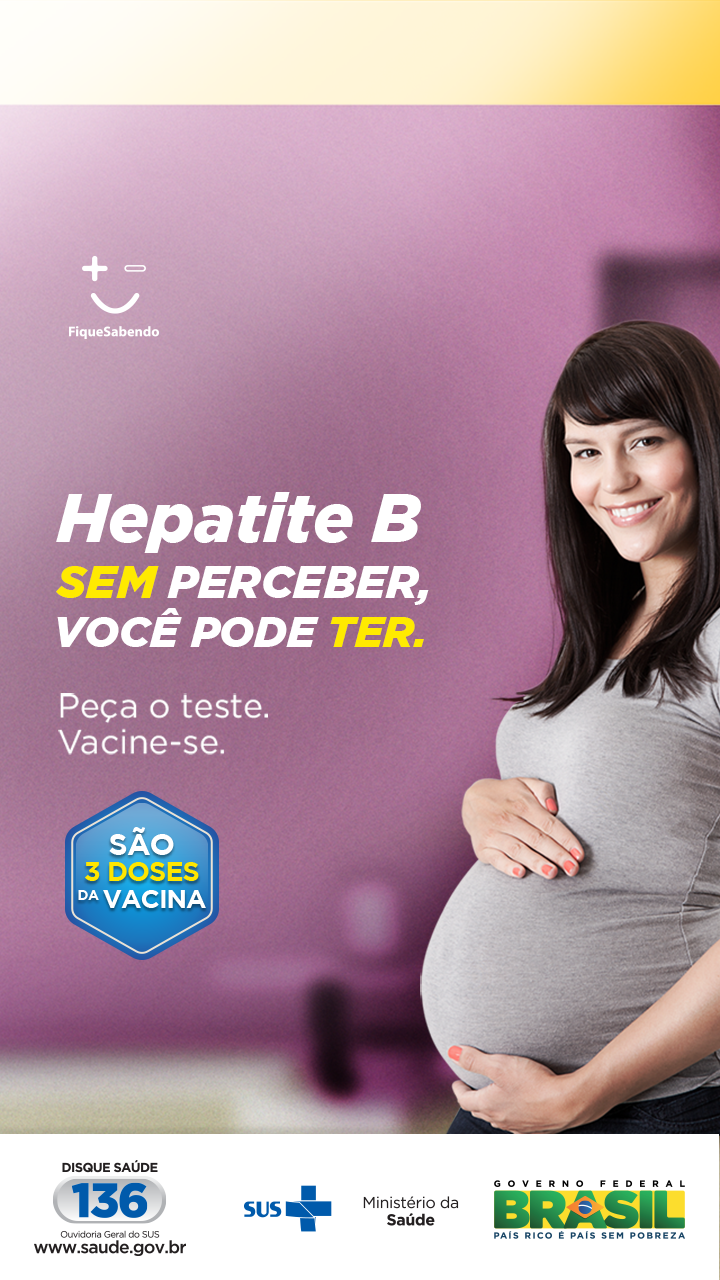 FiqueSabendo
Hepatite B
SEM PERCEBER,
VOCÊ PODE TER.
Peça o teste.
Vacine-se.
SÃO
3 DOSES
DA VACINA
DISQUE SAÚDE
136
Ouvidoria Geral do SUS
www.saude.gov.br
SUS
Ministério da
Saúde
GOVERNO FEDERAL
BRASIL
PAÍS RICO É PAÍS SEM POBREZA